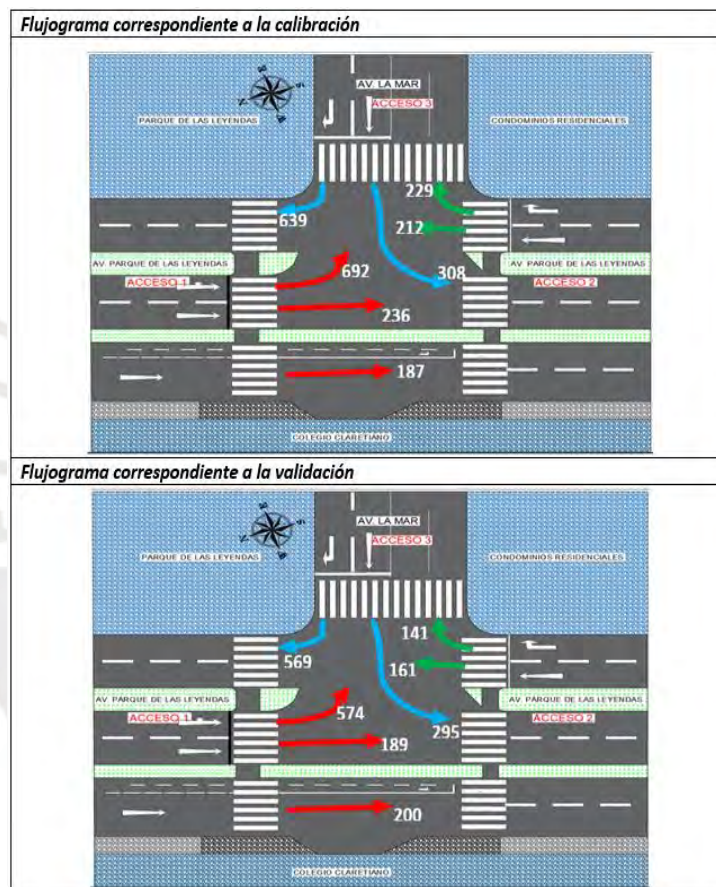 Flujograma correspondiente a la calibración
AV. LA MAR
ACCESO 3
PARQUE DE LAS LEYENDAS
CONDOMINIOS RESIDENCIALES
229
639
212
AV. PARQUE DE LAS LEYENDAS
692
308
AV. PARQUE DE LAS LEYENDAS
ACCESO 1
ACCESO 2
236
187
COLEGIO CLARETIANO
Flujograma correspondiente a la validación
AV. LA MAR
ACCESO 3
PARQUE DE LAS LEYENDAS
CONDOMINIOS RESIDENCIALES
141
569
161
AV. PARQUE DE LAS LEYENDAS
574
295
AV. PARQUE DE LAS LEYENDAS
ACCESO 1
ACCESO 2
189
200
COLEGIO CLARETIANO